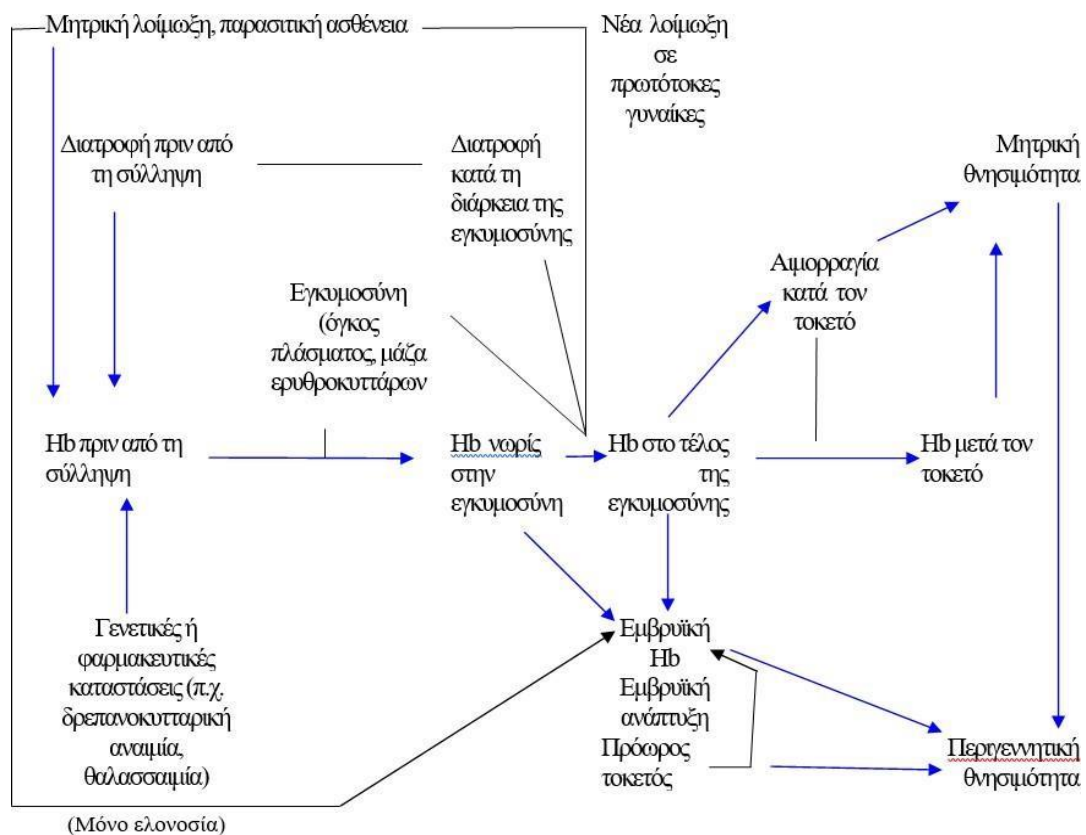 Μητρική λοίμωξη, παρασιτική ασθένεια
Νέα λοίμωξη
σε
πρωτότοκες
γυναίκες
Διατροφή πριν από
τη σύλληψη
Διατροφή
κατά τη
διάρκεια της
εγκυμοσύνης
Μητρική
θνησιμότητα
Αιμορραγία
κατά τον
τοκετό
Εγκυμοσύνη
(όγκος
πλάσματος, μάζα
ερυθροκυττάρων
Hb πριν από τη
σύλληψη
Hb νωρίς
στην
εγκυμοσύνη
Hb στο τέλος
της
εγκυμοσύνης
Hb μετά τον
τοκετό
Γενετικές ή
φαρμακευτικές
καταστάσεις (π.χ.
δρεπανοκυτταρική
αναιμία,
θαλασσαιμία)
Εμβρυϊκή
Hb
Εμβρυϊκή
ανάπτυξη
Πρόωρος
τοκετός
Περιγεννητική
θνησιμότητα
(Μόνο ελονοσία)